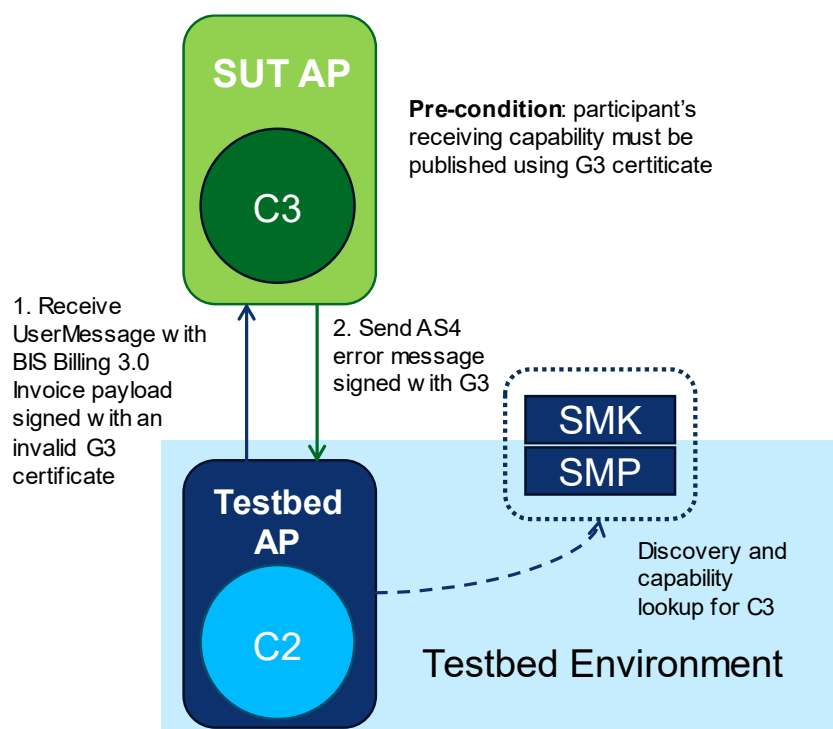 SUT AP
C3
Pre-condition: participant's
receiving capability must be
published using G3 certiticate
1. Receive
UserMessage with
BIS Billing 3.0
Invoice payload
signed with an
invalid G3
certificate
2. Send AS4
error message
signed with G3
SMK
SMP
Testbed
AP
C2
Discovery and
capability
lookup for C3
Testbed Environment